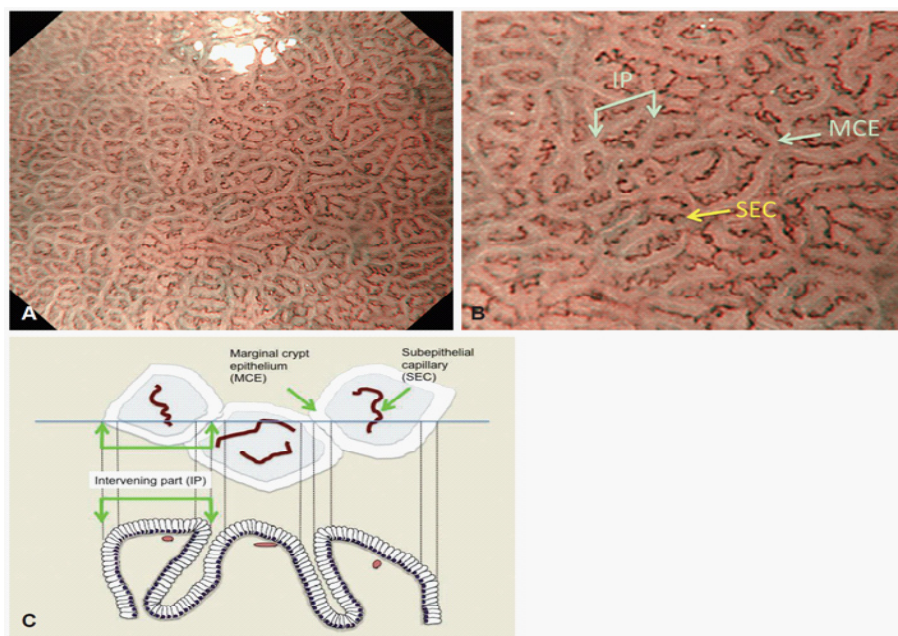 IP
MCE
SEC
A
B
Marginal crypt
epithelium (MCE)
Subepithelial
capillary
(SEC)
Intervening part (IP)
C